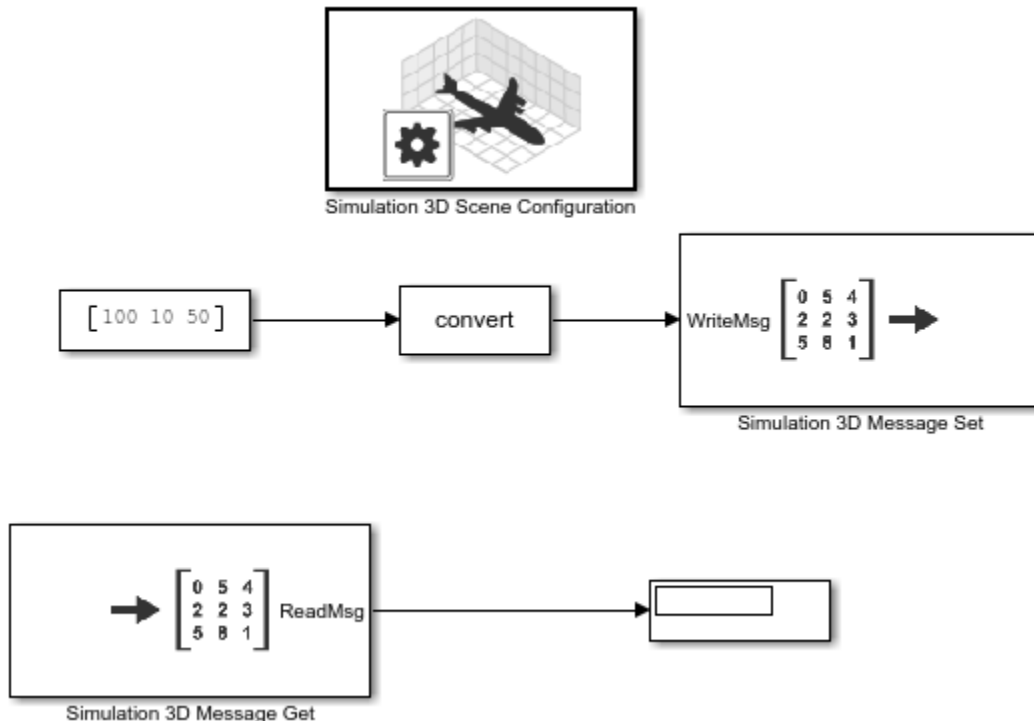 Simulation 3D Scene Configuration
[100 10 50]
convert
WriteMsg
0 5 4
2 2 3
5 8 1
Simulation 3D Message Set
0 5 4
2 2 3
5 8 1
ReadMsg
Simulation 3D Message Get